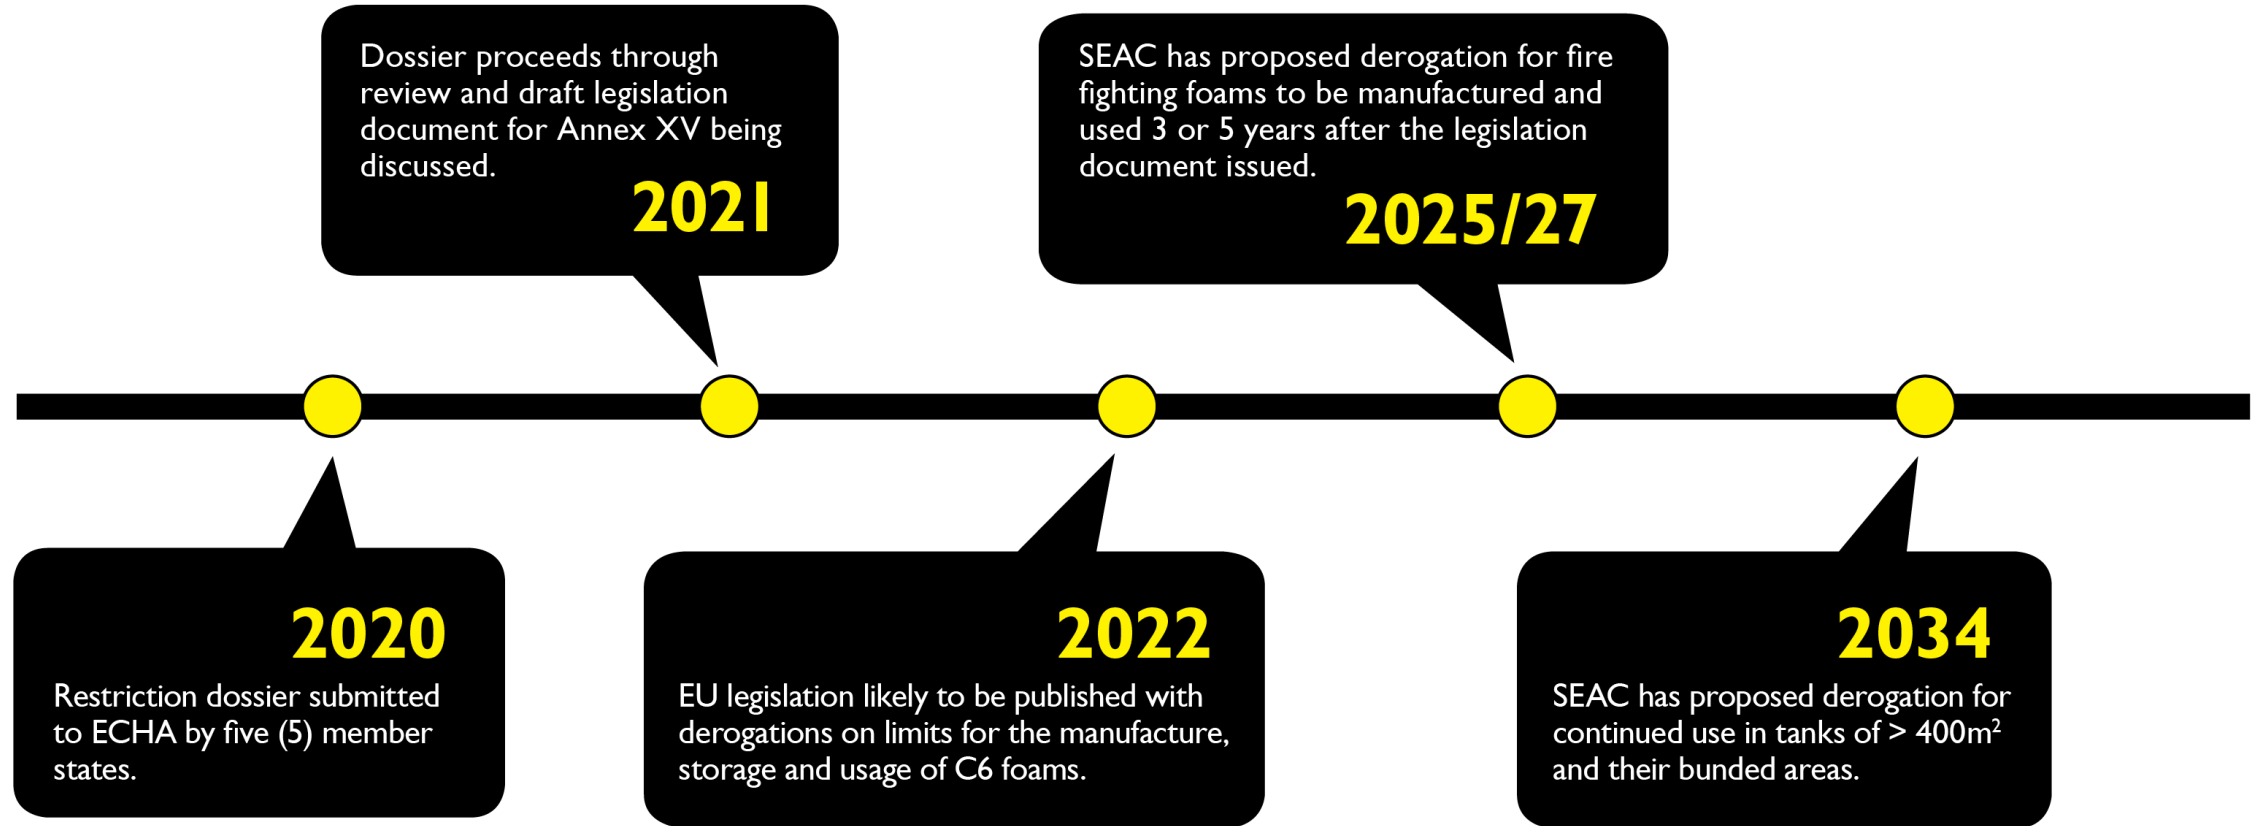 2020
Restriction dossier submitted
to ECHA by five (5) member
states.
Dossier proceeds through
review and draft legislation
document for Annex XV being
discussed.
2021
2022
EU legislation likely to be published with
derogations on limits for the manufacture,
storage and usage of C6 foams.
SEAC has proposed derogation for fire
fighting foams to be manufactured and
used 3 or 5 years after the legislation
document issued.
2025/27
2034
SEAC has proposed derogation for
continued use in tanks of > 400m²
and their bunded areas.